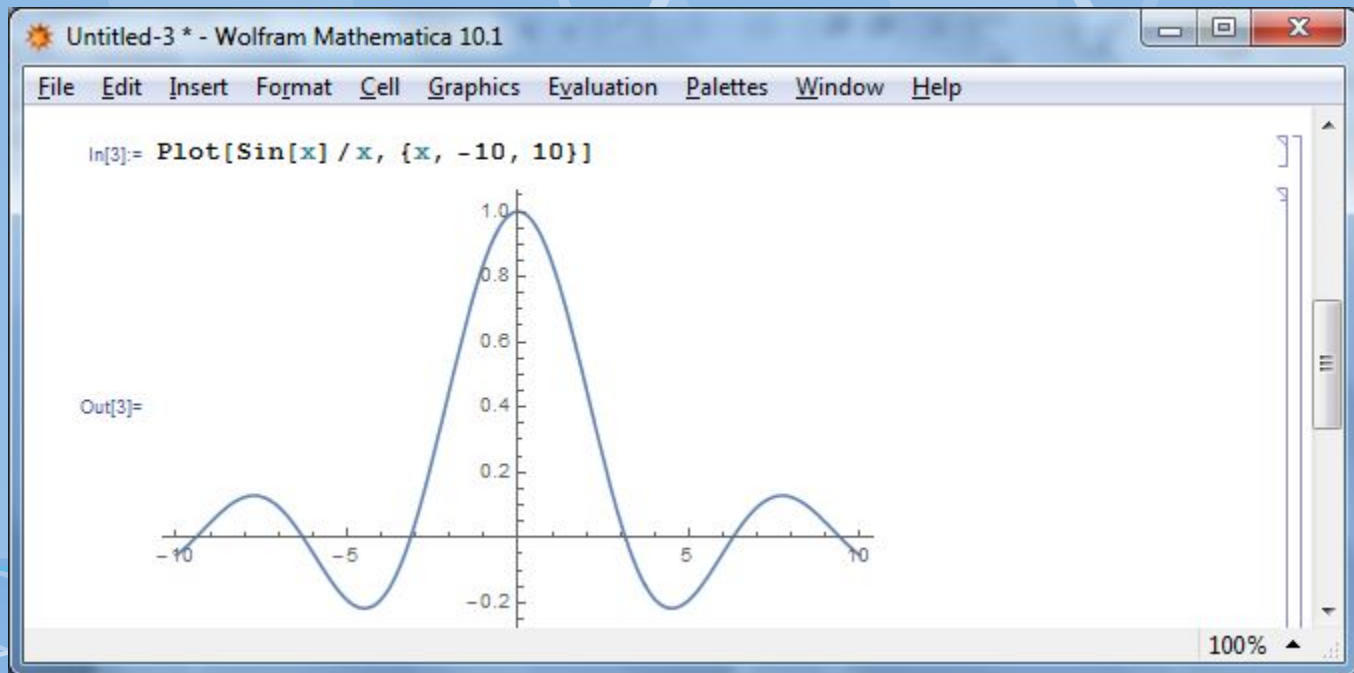 Untitled-3 * - Wolfram Mathematica 10.1
File Edit Insert Format Cell Graphics Evaluation Palettes Window Help
In[3]:= Plot[Sin[x] / x, {x, -10, 10}]
1.0
0.8
0.6
Out[3]= 0.4
0.2
-10 -5 5 10
-0.2
100%